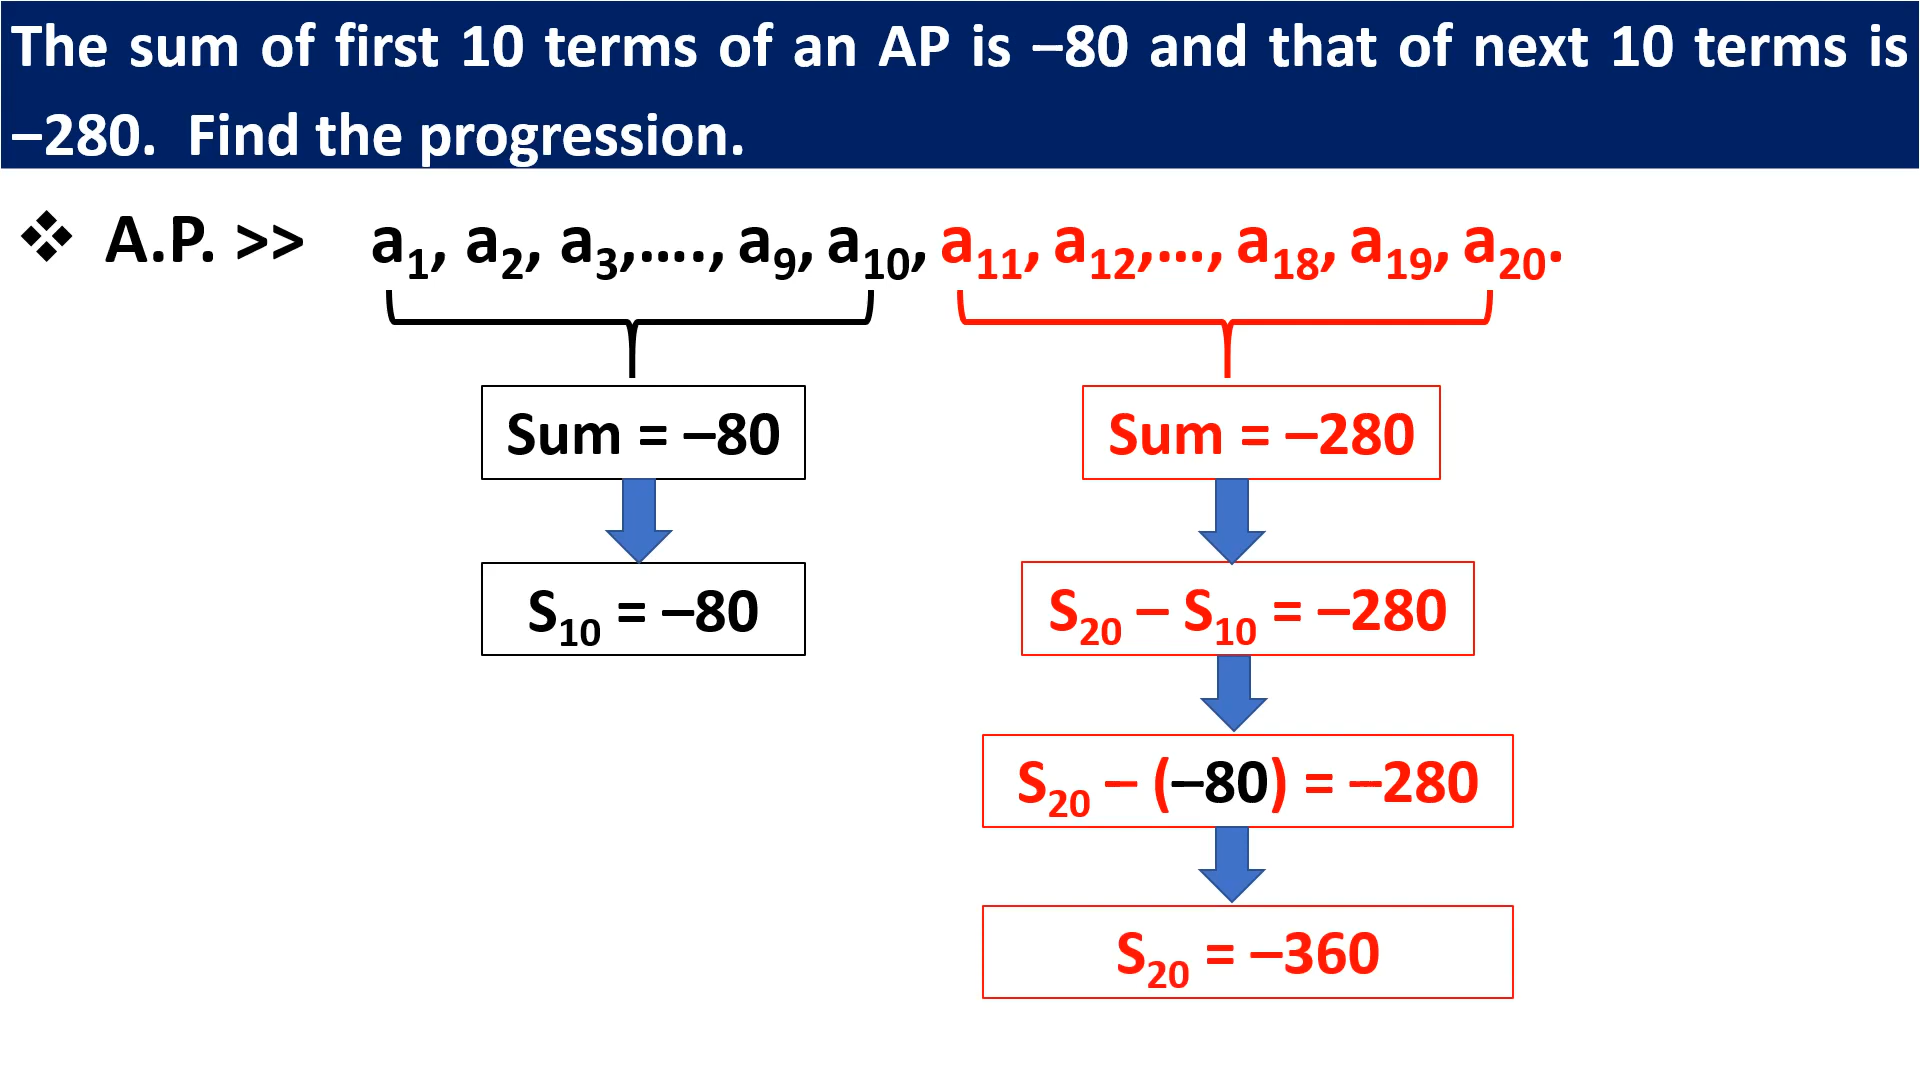 The sum of first 10 terms of an AP is –80 and that of next 10 terms is
–280. Find the progression.
❖ A.P. >> a₁, a₂, a₃,...., a₉, a₁₀, a₁₁, a₁₂,..., a₁₈, a₁₉, a₂₀.
Sum = –80
Sum = –280
S₁₀ = –80
S₂₀ – S₁₀ = –280
S₂₀ – (–80) = –280
S₂₀ = –360